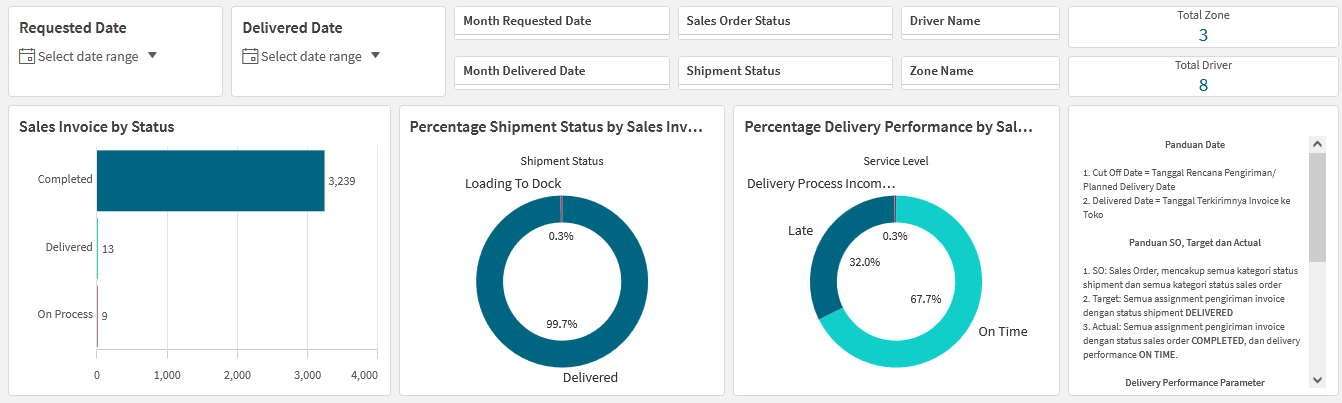 Requested Date
Select date range
Delivered Date
Select date range
Month Requested Date
Sales Order Status
Driver Name
Month Delivered Date
Shipment Status
Zone Name
Total Zone
3
Total Driver
8
Sales Invoice by Status
Completed
3,239
Delivered
13
On Process
9
0
1,000
2,000
3,000
4,000
Percentage Shipment Status by Sales Inv…
Shipment Status
Loading To Dock
0.3%
99.7%
Delivered
Percentage Delivery Performance by Sal…
Service Level
Delivery Process Incom…
Late
0.3%
32.0%
67.7%
On Time
Panduan Date
1. Cut Off Date = Tanggal Rencana Pengiriman/
Planned Delivery Date
2. Delivered Date = Tanggal Terkirimnya Invoice ke
Toko
Panduan SO, Target dan Actual
1. SO: Sales Order, mencakup semua kategori status
shipment dan semua kategori status sales order
2. Target: Semua assignment pengiriman invoice
dengan status shipment DELIVERED
3. Actual: Semua assignment pengiriman invoice
dengan status sales order COMPLETED, dan delivery
performance ON TIME.
Delivery Performance Parameter